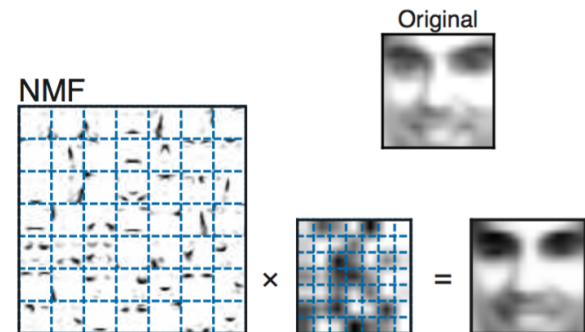 Original
NMF
× =